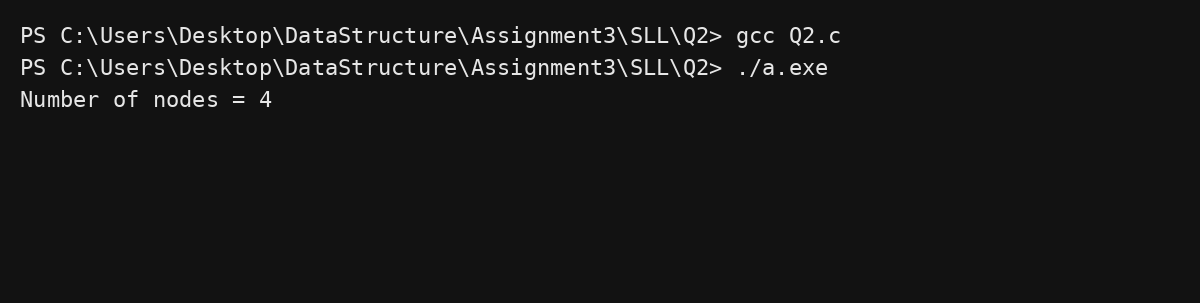 PS C:\Users\Desktop\DataStructure\Assignment3\SLL\Q2> gcc Q2.c
PS C:\Users\Desktop\DataStructure\Assignment3\SLL\Q2> ./a.exe
Number of nodes = 4